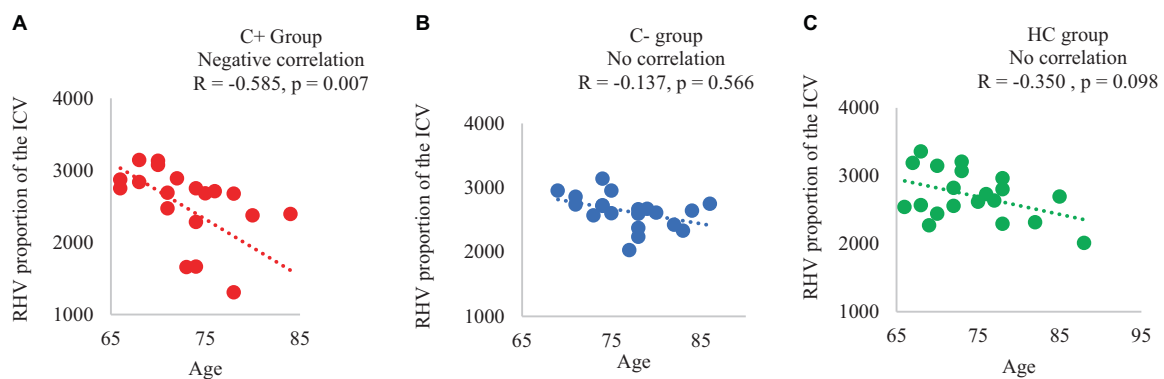 A
C+ Group
Negative correlation
R = -0.585, p = 0.007
RHV proportion of the ICV
4000
3000
2000
1000
65
75
85
Age
B
C- group
No correlation
R = -0.137, p = 0.566
RHV proportion of the ICV
4000
3000
2000
1000
65
75
85
Age
C
HC group
No correlation
R = -0.350 , p = 0.098
RHV proportion of the ICV
4000
3000
2000
1000
65
75
85
95
Age